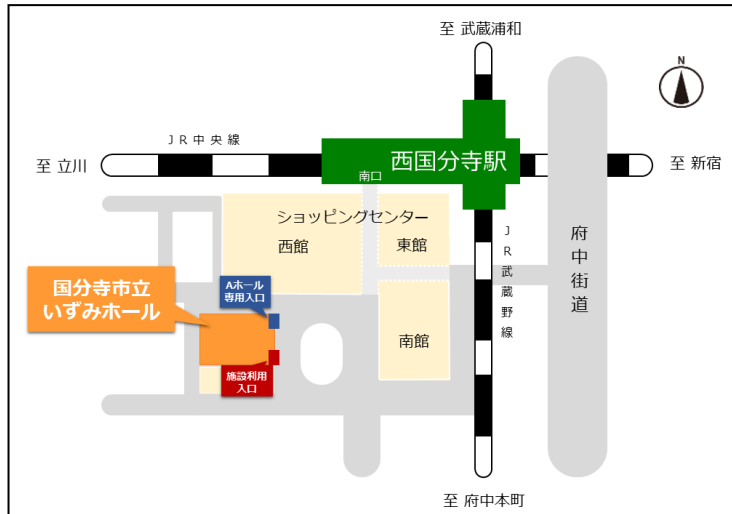 至 武蔵浦和
N
JR中央線
西国分寺駅
至 立川
至 新宿
南口
ショッピングセンター
西館
東館
JR武蔵野線
府中街道
Aホール
専用入口
国分寺市立
いずみホール
南館
施設利用
入口
至 府中本町